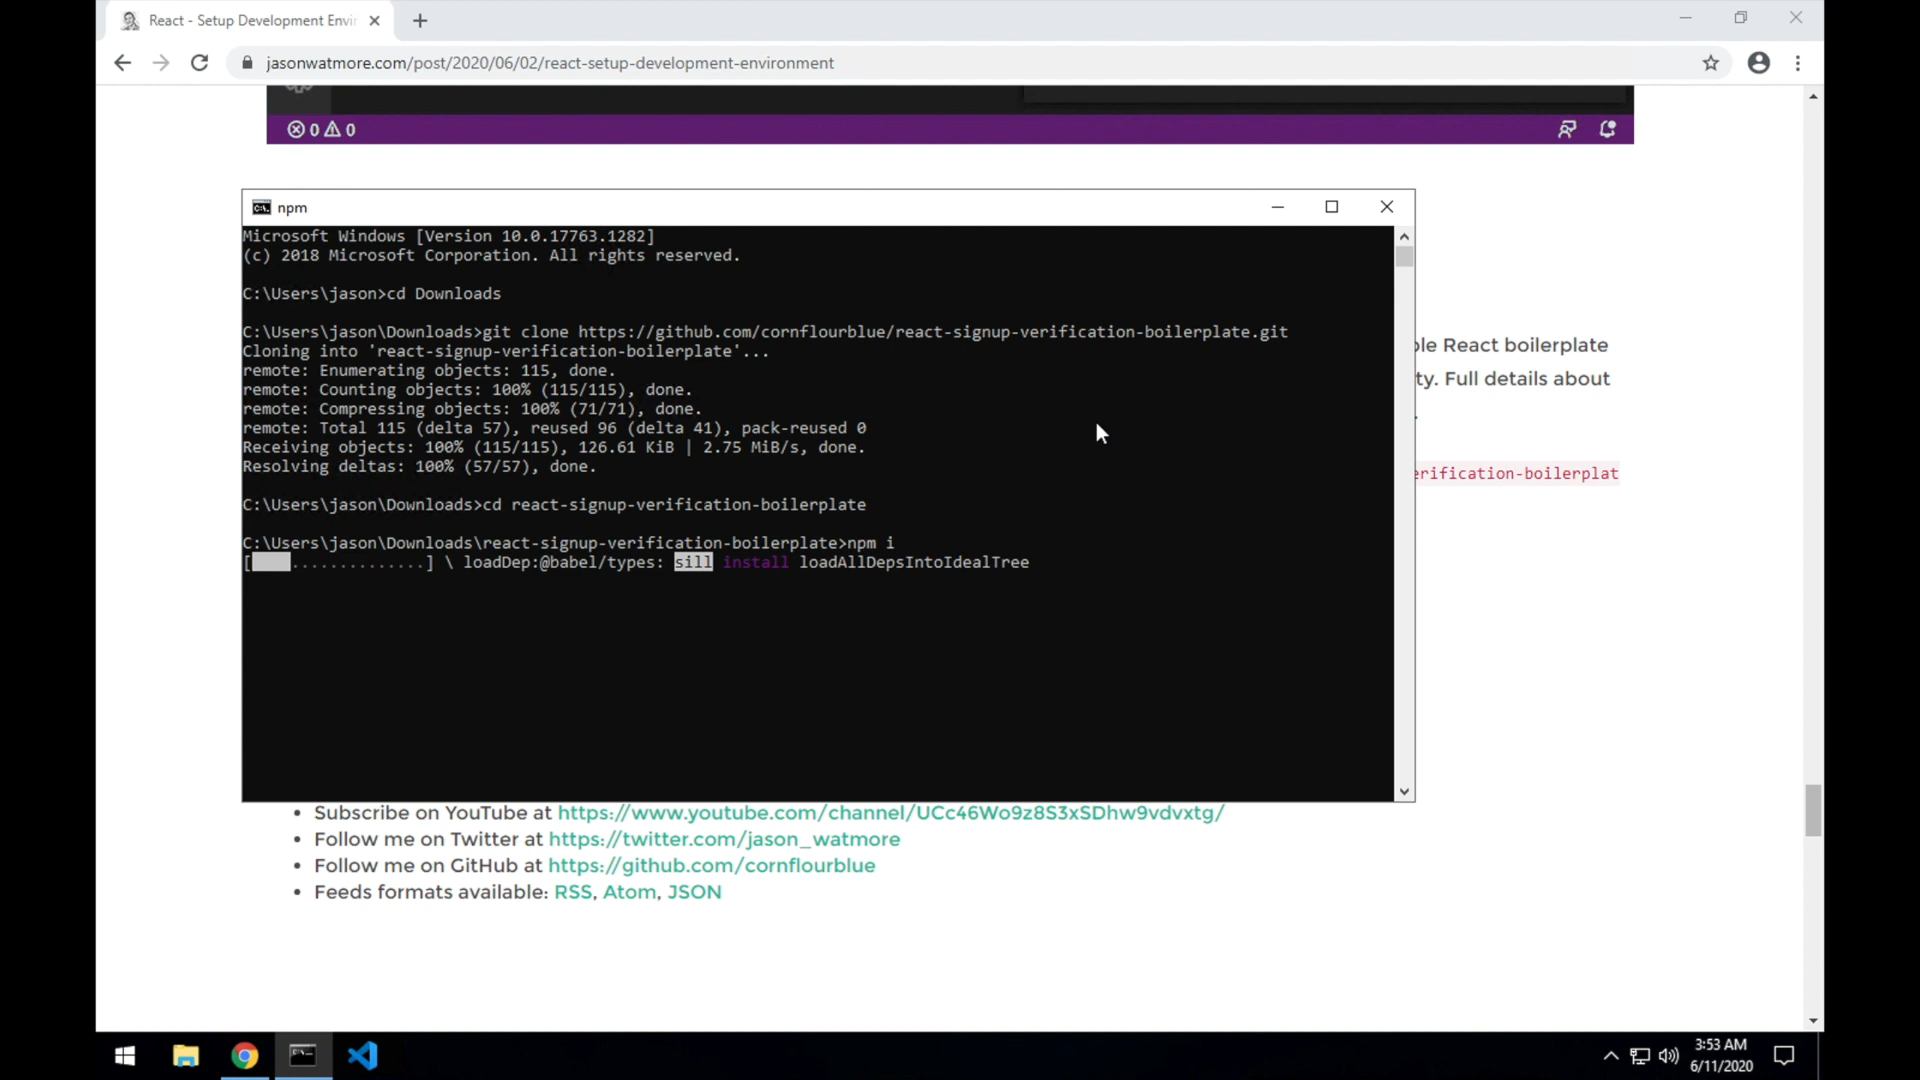 React - Setup Development Envir
jasonwatmore.com/post/2020/06/02/react-setup-development-environment
0 0
npm
Microsoft Windows [Version 10.0.17763.1282]
(c) 2018 Microsoft Corporation. All rights reserved.
C:\Users\jason>cd Downloads
C:\Users\jason\Downloads>git clone https://github.com/cornflourblue/react-signup-verification-boilerplate.git
Cloning into 'react-signup-verification-boilerplate'...
remote: Enumerating objects: 115, done.
remote: Counting objects: 100% (115/115), done.
remote: Compressing objects: 100% (71/71), done.
remote: Total 115 (delta 57), reused 96 (delta 41), pack-reused 0
Receiving objects: 100% (115/115), 126.61 KiB | 2.75 MiB/s, done.
Resolving deltas: 100% (57/57), done.
C:\Users\jason\Downloads>cd react-signup-verification-boilerplate
C:\Users\jason\Downloads\react-signup-verification-boilerplate>npm i
[ ..............] \ loadDep:@babel/types: sill install loadAllDepsIntoIdealTree
ble React boilerplate
ty. Full details about
erification-boilerplat
• Subscribe on YouTube at https://www.youtube.com/channel/UCc46Wo9z8S3xSDhw9vdvxtg/
• Follow me on Twitter at https://twitter.com/jason_watmore
• Follow me on GitHub at https://github.com/cornflourblue
• Feeds formats available: RSS, Atom, JSON
3:53 AM
6/11/2020